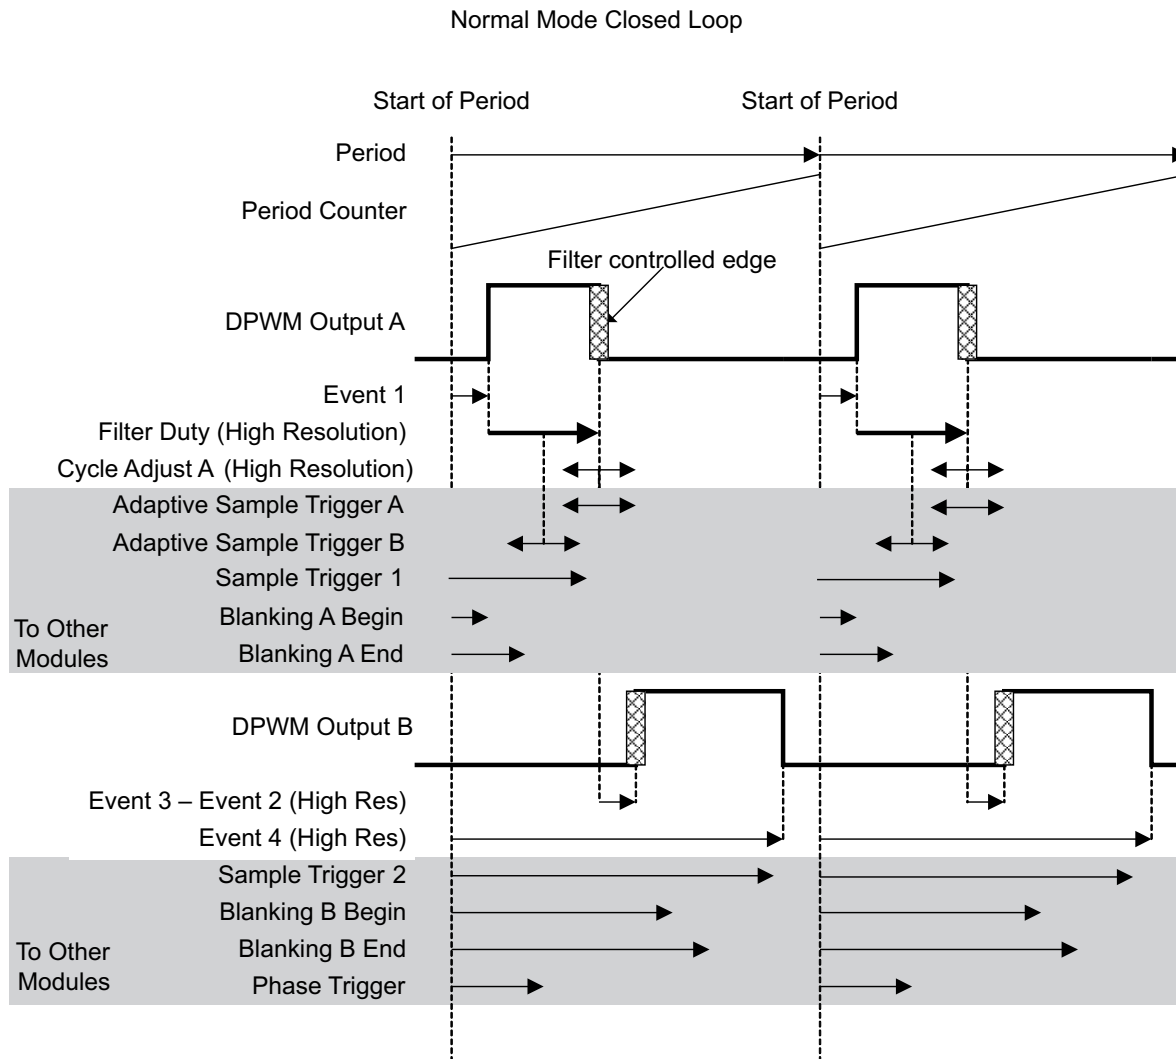 Normal Mode Closed Loop
Start of Period
Start of Period
Period
Period Counter
Filter controlled edge
DPWM Output A
Event 1
Filter Duty (High Resolution)
Cycle Adjust A (High Resolution)
Adaptive Sample Trigger A
Adaptive Sample Trigger B
Sample Trigger 1
Blanking A Begin
To Other
Modules
Blanking A End
DPWM Output B
Event 3 – Event 2 (High Res)
Event 4 (High Res)
Sample Trigger 2
Blanking B Begin
Blanking B End
To Other
Modules
Phase Trigger